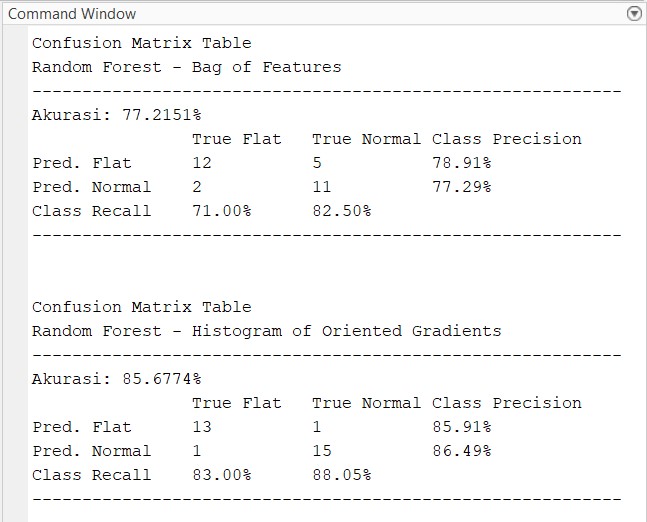 Command Window
Confusion Matrix Table
Random Forest - Bag of Features
-----------------------------------------------------------
Akurasi: 77.2151%
True Flat True Normal Class Precision
Pred. Flat 12 5 78.91%
Pred. Normal 2 11 77.29%
Class Recall 71.00% 82.50%
-----------------------------------------------------------
Confusion Matrix Table
Random Forest - Histogram of Oriented Gradients
-----------------------------------------------------------
Akurasi: 85.6774%
True Flat True Normal Class Precision
Pred. Flat 13 1 85.91%
Pred. Normal 1 15 86.49%
Class Recall 83.00% 88.05%
-----------------------------------------------------------